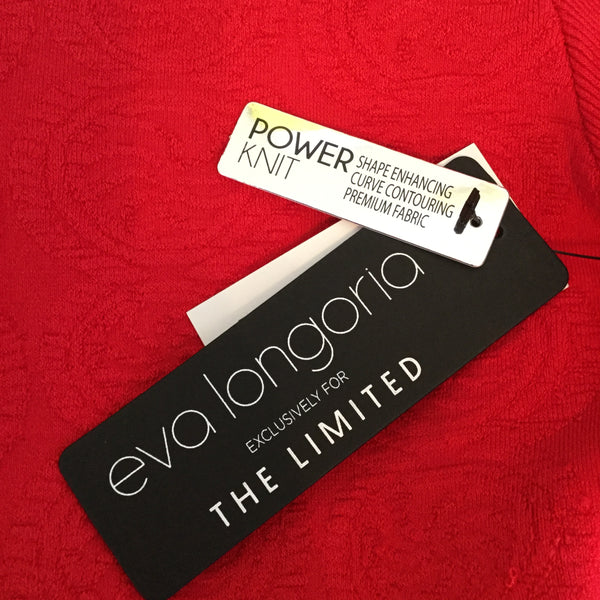 POWER
KNIT
SHAPE ENHANCING
CURVE CONTOURING
PREMIUM FABRIC
eva longoria
EXCLUSIVELY FOR
THE LIMITED